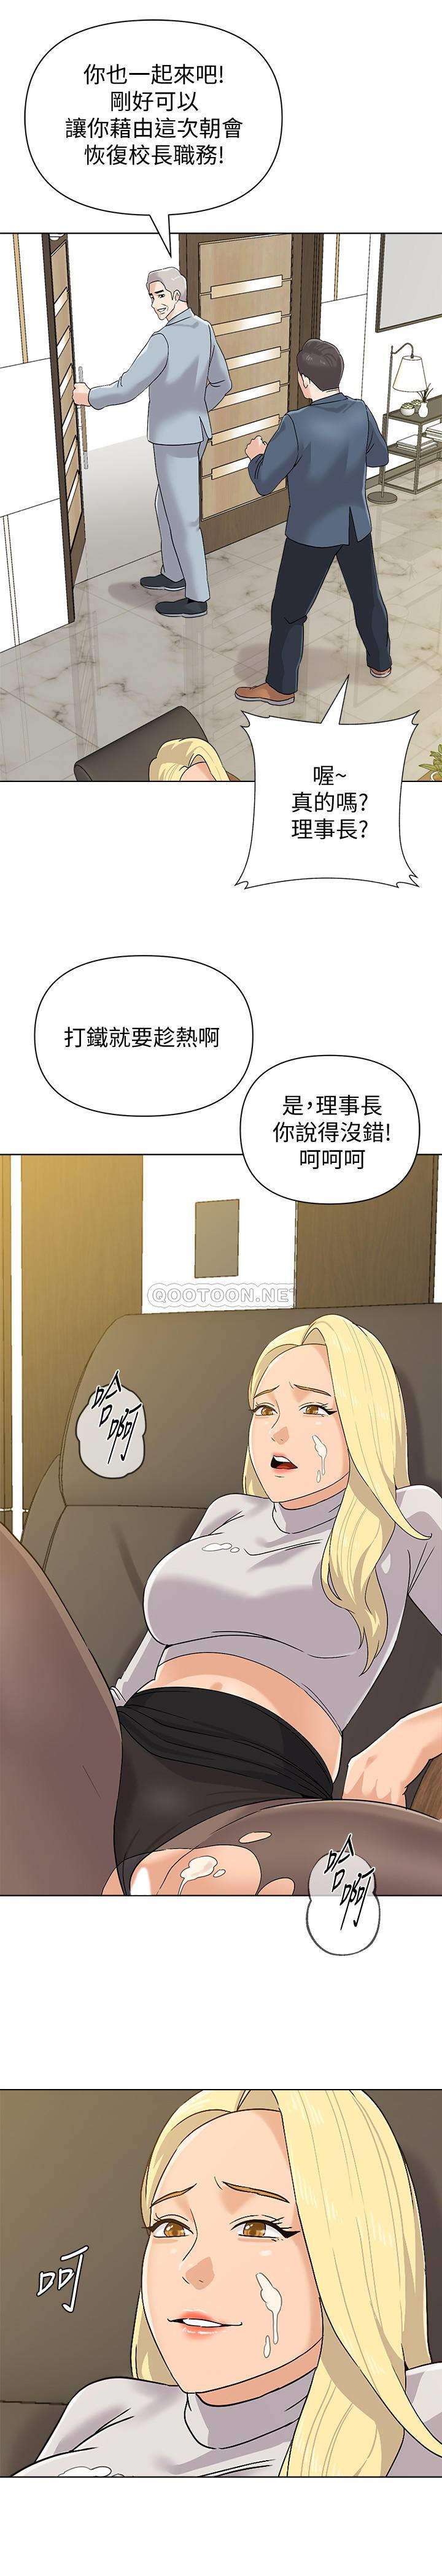 你也一起來吧!
剛好可以
讓你藉由這次朝會
恢復校長職務!
喔~
真的嗎?
理事長?
打鐵就要趁熱啊
是,理事長
你說得沒錯!
呵呵呵
QOOTOON.NET
哈啊
哈啊
呵